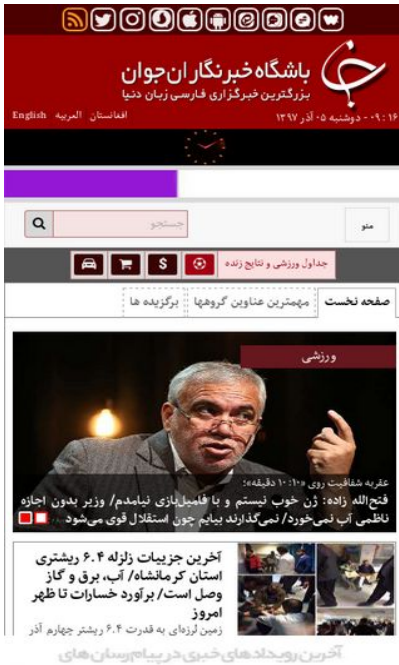 باشگاه خبرنگاران جوان
بزرگترین خبرگزاری فارسی زبان دنیا
۰۹:۱۶ - دوشنبه ۰۵ آذر ۱۳۹۷
افغانستان العربیه English
منو
جستجو
جداول ورزشی و نتایج زنده
صفحه نخست
مهمترین عناوین گروهها
برگزیده ها
ورزشی
عقربه شفافیت روی «۱۰:۱۰ دقیقه»؛
فتح‌الله زاده: ژن خوب نیستم و با فامیل‌بازی نیامدم/ وزیر بدون اجازه
ناظمی آب نمی‌خورد/ نمی‌گذارند بیایم چون استقلال قوی می‌شود
آخرین جزییات زلزله ۶.۴ ریشتری
استان کرمانشاه/ آب، برق و گاز
وصل است/ برآورد خسارات تا ظهر
امروز
زمین لرزه‌ای به قدرت ۶.۴ ریشتر چهارم آذر
آخرین رویدادهای خبری در پیام‌رسان‌های